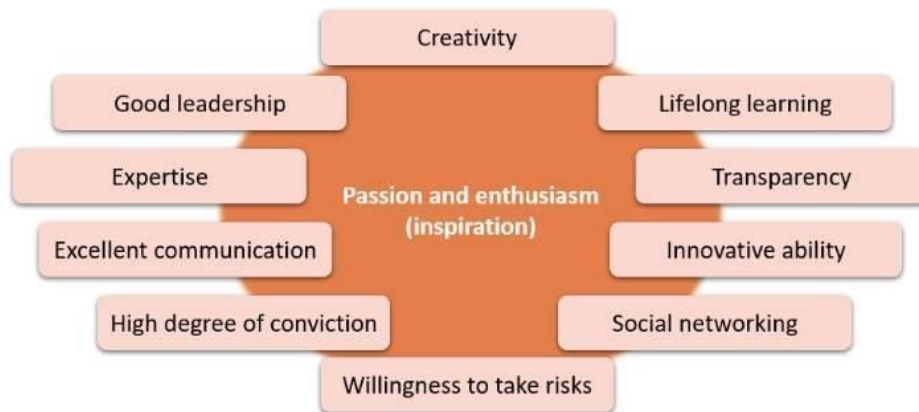 Creativity
Good leadership
Lifelong learning
Expertise
Transparency
Passion and enthusiasm
(inspiration)
Excellent communication
Innovative ability
High degree of conviction
Social networking
Willingness to take risks